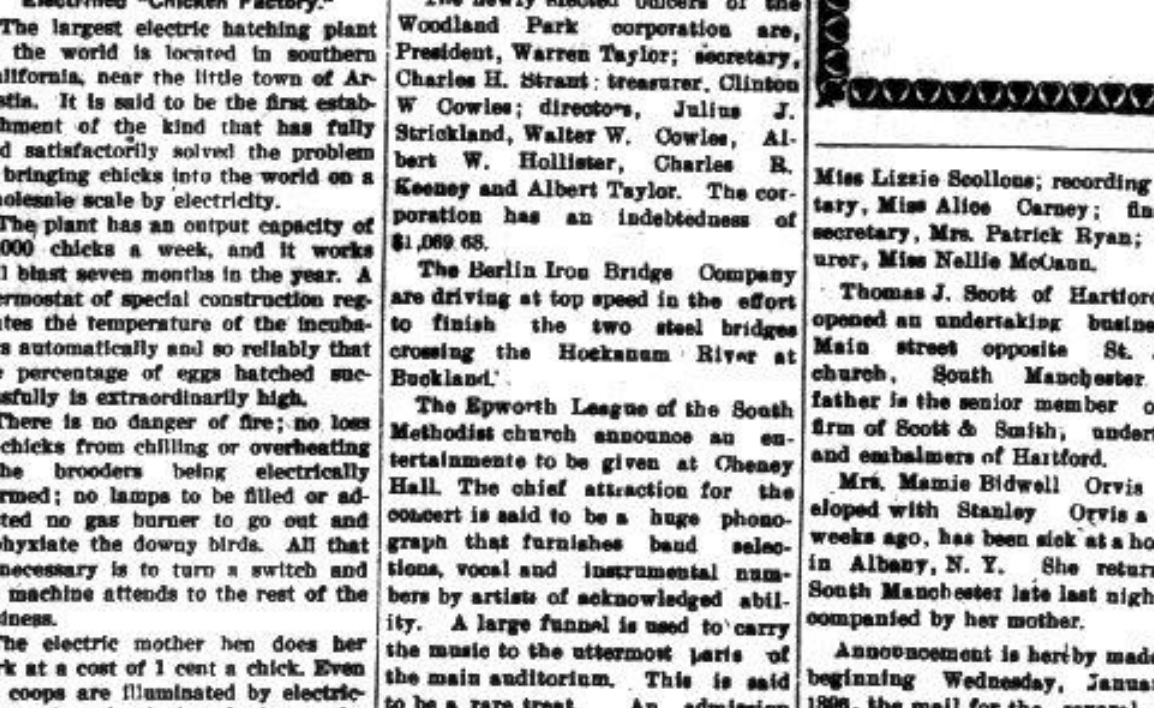 Electrified "Chicken Factory."
The largest electric hatching plant
the world is located in southern
lifornia, near the little town of Ar-
stia. It is said to be the first estab-
hment of the kind that has fully
d satisfactorily solved the problem
bringing chicks into the world on a
olesale scale by electricity.
The plant has an output capacity of
000 chicks a week, and it works
l blast seven months in the year. A
ermostat of special construction reg-
tes the temperature of the incuba-
s automatically and so reliably that
e percentage of eggs hatched suc-
sfully is extraordinarily high.
There is no danger of fire; no loss
chicks from chilling or overheating
he brooders being electrically
rmed; no lamps to be filled or ad-
ted no gas burner to go out and
phyxiate the downy birds. All that
necessary is to turn a switch and
machine attends to the rest of the
iness.
The electric mother hen does her
rk at a cost of 1 cent a chick. Even
coops are illuminated by electric-
The newly elected officers of the
Woodland Park corporation are,
President, Warren Taylor; secretary,
Charles H. Strant; treasurer, Clinton
W Cowles; directors, Julius J.
Strickland, Walter W. Cowles, Al-
bert W. Hollister, Charles R.
Keeney and Albert Taylor. The cor-
poration has an indebtedness of
$1,069.68.
The Berlin Iron Bridge Company
are driving at top speed in the effort
to finish the two steel bridges
crossing the Hockanum River at
Buckland.
The Epworth League of the South
Methodist church announce an en-
tertainmente to be given at Cheney
Hall. The chief attraction for the
concert is said to be a huge phono-
graph that furnishes band selec-
tions, vocal and instrumental num-
bers by artists of acknowledged abil-
ity. A large funnel is used to carry
the music to the uttermost parts of
the main auditorium. This is said
to be a rare treat. An admission
Miss Lizzie Scollons; recording
tary, Miss Alice Carney; fin
secretary, Mrs. Patrick Ryan;
urer, Miss Nellie McCann.
Thomas J. Scott of Hartford
opened an undertaking busine
Main street opposite St.
church, South Manchester
father is the senior member o
firm of Scott & Smith, undert
and embalmers of Hartford.
Mrs. Mamie Bidwell Orvis
eloped with Stanley Orvis a
weeks ago, has been sick at a ho
in Albany, N. Y. She return
South Manchester late last nigh
companied by her mother.
Announcement is hereby made
beginning Wednesday, Januar
1896, the mail for the several